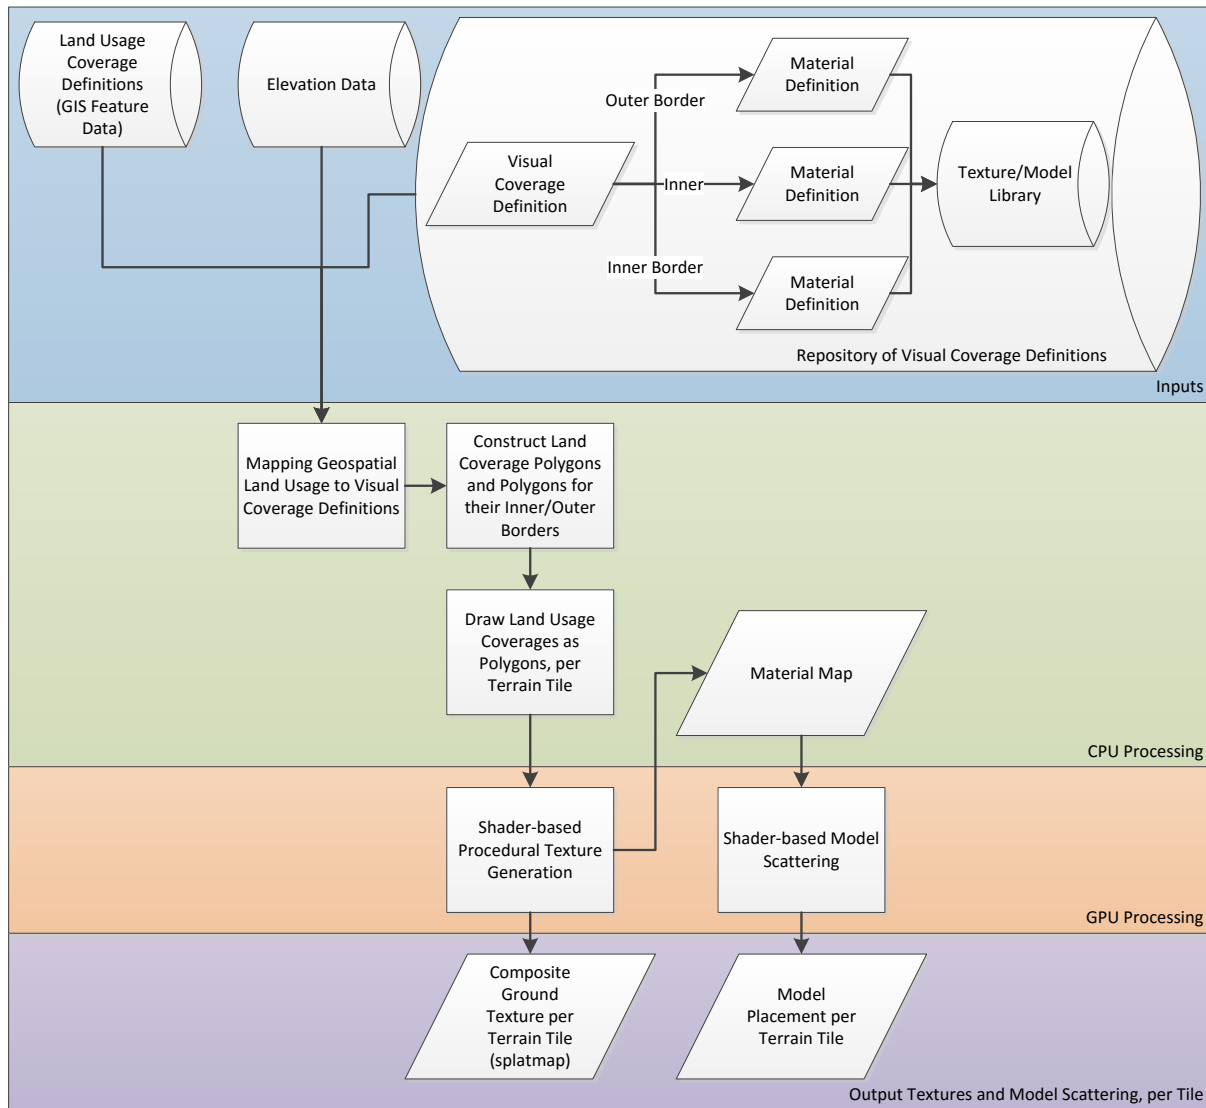 Land Usage
Coverage
Definitions
(GIS Feature
Data)
Elevation Data
Visual
Coverage
Definition
Outer Border
Inner
Inner Border
Material
Definition
Material
Definition
Material
Definition
Texture/Model
Library
Repository of Visual Coverage Definitions
Inputs
Mapping Geospatial
Land Usage to Visual
Coverage Definitions
Construct Land
Coverage Polygons
and Polygons for
their Inner/Outer
Borders
Draw Land Usage
Coverages as
Polygons, per
Terrain Tile
Material Map
CPU Processing
Shader-based
Procedural Texture
Generation
Shader-based Model
Scattering
GPU Processing
Composite
Ground
Texture per
Terrain Tile
(splatmap)
Model
Placement per
Terrain Tile
Output Textures and Model Scattering, per Tile